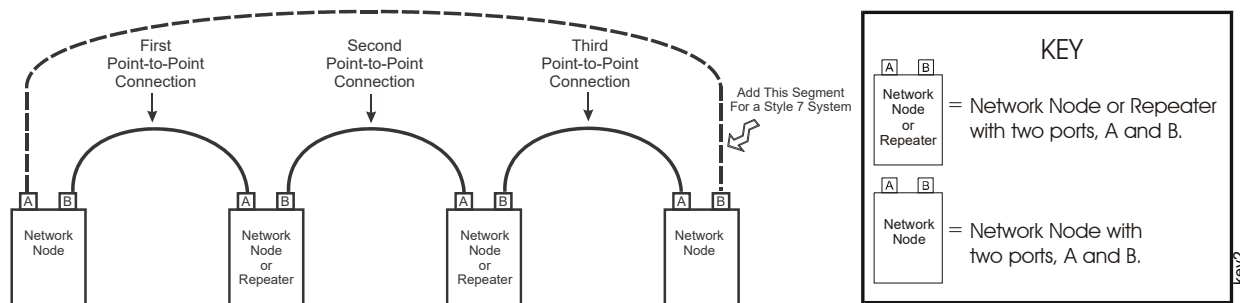 First
Point-to-Point
Connection
Second
Point-to-Point
Connection
Third
Point-to-Point
Connection
Add This Segment
For a Style 7 System
A
B
A
B
A
B
A
B
Network
Node
Network
Node
or
Repeater
Network
Node
or
Repeater
Network
Node
KEY
A
B
Network
Node
or
Repeater
= Network Node or Repeater
with two ports, A and B.
A
B
Network
Node
= Network Node with
two ports, A and B.